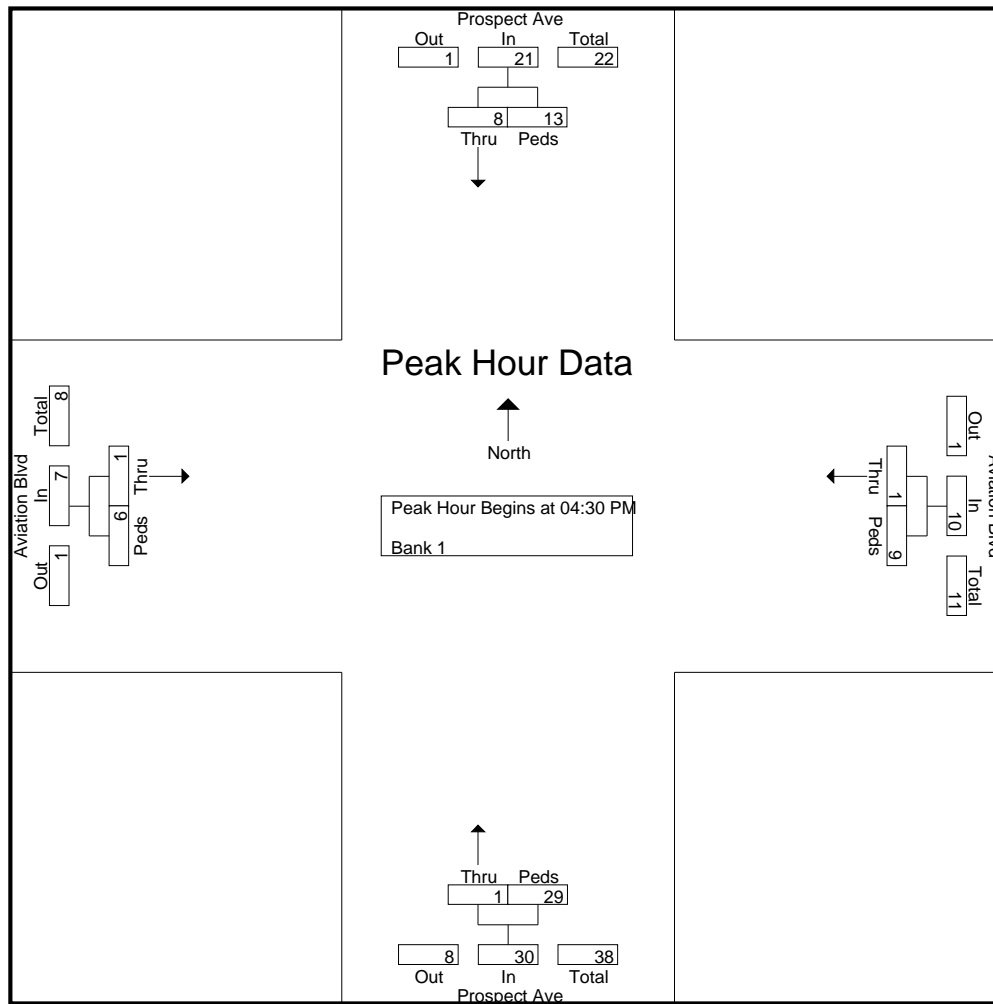 Prospect Ave
Out In Total
1 21 22
8 13
Thru Peds
Peak Hour Data
North
Peak Hour Begins at 04:30 PM
Bank 1
Aviation Blvd
Out In Total
1 7 8
Peds Thru
6 1
Aviation Blvd
Out In Total
1 10 11
Thru Peds
1 9
Thru Peds
1 29
8 30 38
Out In Total
Prospect Ave